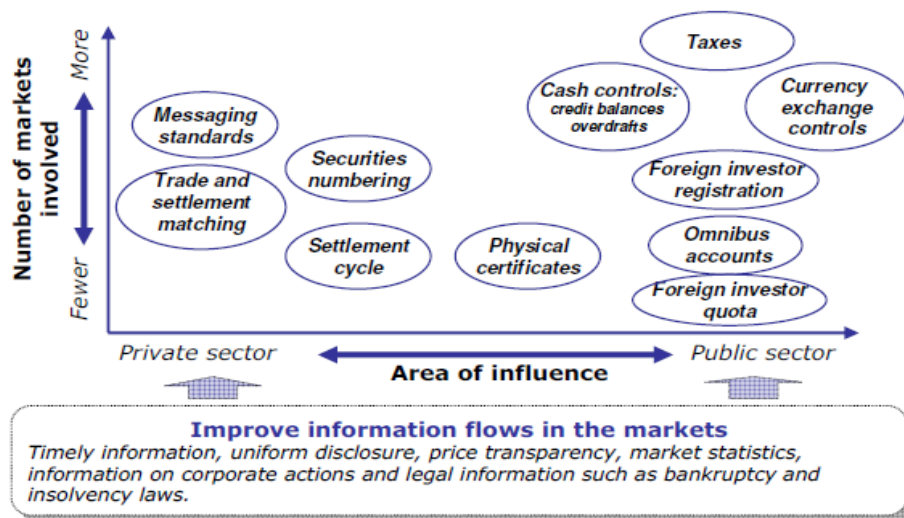 Number of markets
involved
More
Fewer
Taxes
Cash controls:
credit balances
overdrafts
Currency
exchange
controls
Messaging
standards
Securities
numbering
Trade and
settlement
matching
Foreign investor
registration
Settlement
cycle
Physical
certificates
Omnibus
accounts
Foreign investor
quota
Private sector
Public sector
Area of influence
Improve information flows in the markets
Timely information, uniform disclosure, price transparency, market statistics,
information on corporate actions and legal information such as bankruptcy and
insolvency laws.